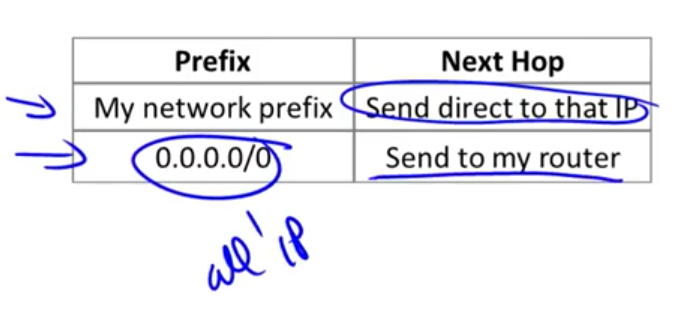 Prefix Next Hop
My network prefix Send direct to that IP
0.0.0.0/0 Send to my router
all IP